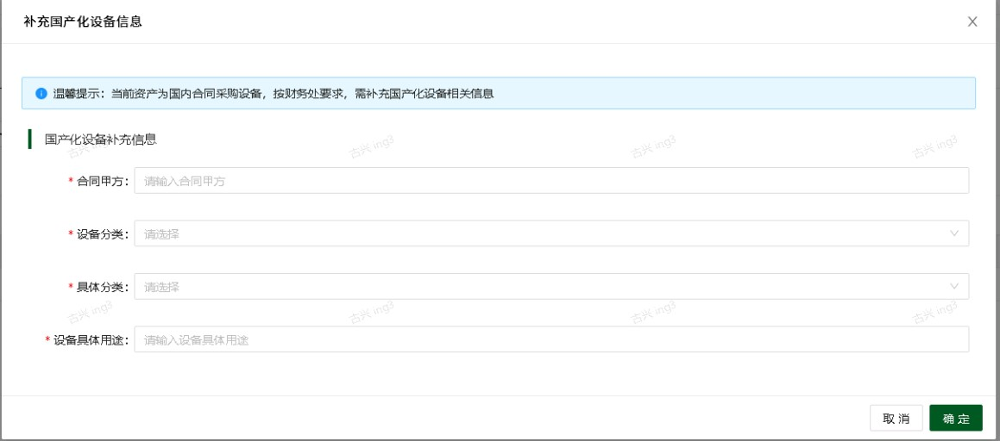 补充国产化设备信息
温馨提示：当前资产为国内合同采购设备，按财务处要求，需补充国产化设备相关信息
国产化设备补充信息
古兴 ing3 古兴 ing3 古兴 ing3 古兴 ing3
* 合同甲方： 请输入合同甲方
* 设备分类： 请选择
* 具体分类： 请选择
古兴 ing3 古兴 ing3 古兴 ing3 古兴 ing3
* 设备具体用途： 请输入设备具体用途
取 消 确 定